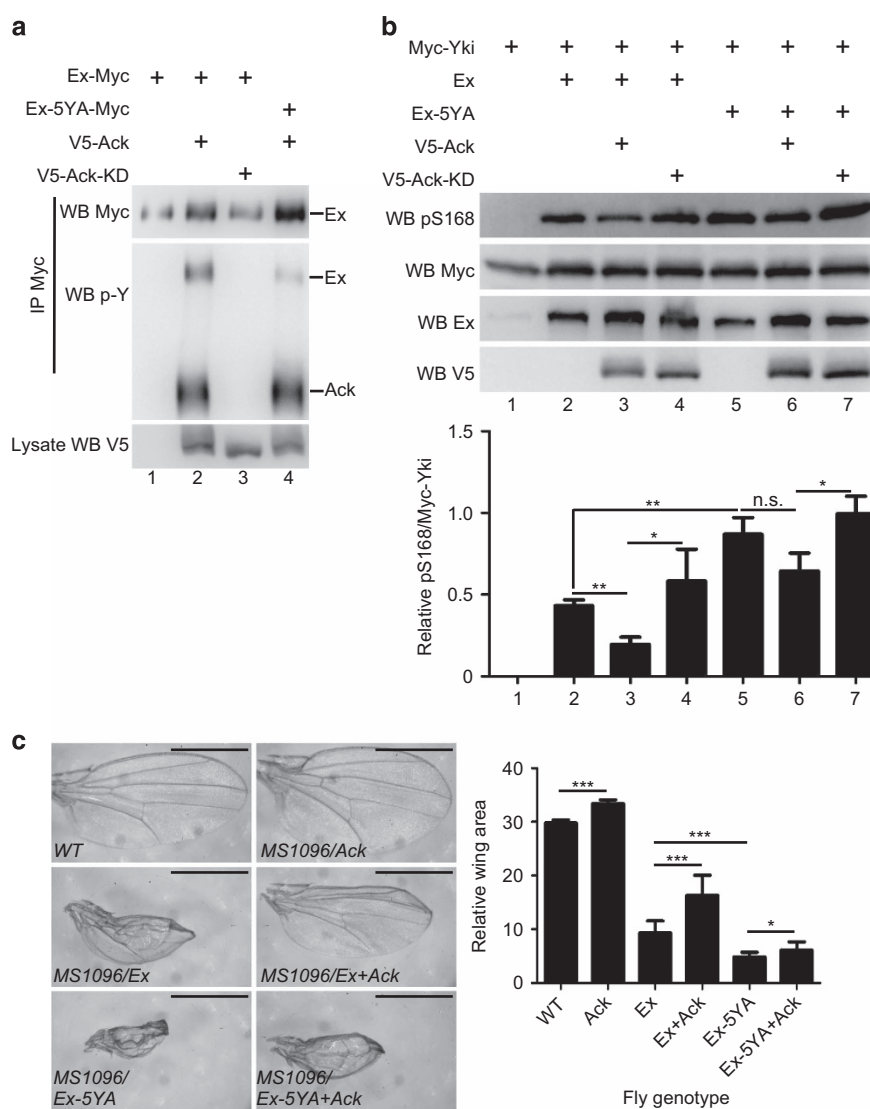 a
Ex-Myc + + +
Ex-5YA-Myc +
V5-Ack + +
V5-Ack-KD +
IP Myc
WB Myc
Ex
WB p-Y
Ex
Ack
Lysate WB V5
1 2 3 4
b
Myc-Yki + + + + + + +
Ex + + +
Ex-5YA + + +
V5-Ack + +
V5-Ack-KD + +
WB pS168
WB Myc
WB Ex
WB V5
1 2 3 4 5 6 7
Relative pS168/Myc-Yki
1.5
1.0
0.5
0
** * ** n.s. *
1 2 3 4 5 6 7
c
WT
MS1096/Ack
MS1096/Ex
MS1096/Ex+Ack
MS1096/
Ex-5YA
MS1096/
Ex-5YA+Ack
Relative wing area
40
30
20
10
0
*** *** *** *
WT
Ack
Ex
Ex+Ack
Ex-5YA
Ex-5YA+Ack
Fly genotype